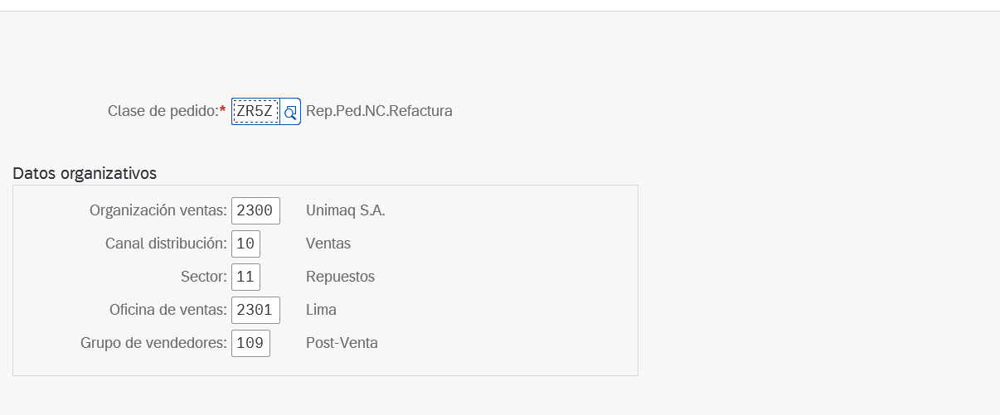 Clase de pedido:* ZR5Z Rep.Ped.NC.Refactura
Datos organizativos
Organización ventas: 2300 Unimaq S.A.
Canal distribución: 10 Ventas
Sector: 11 Repuestos
Oficina de ventas: 2301 Lima
Grupo de vendedores: 109 Post-Venta